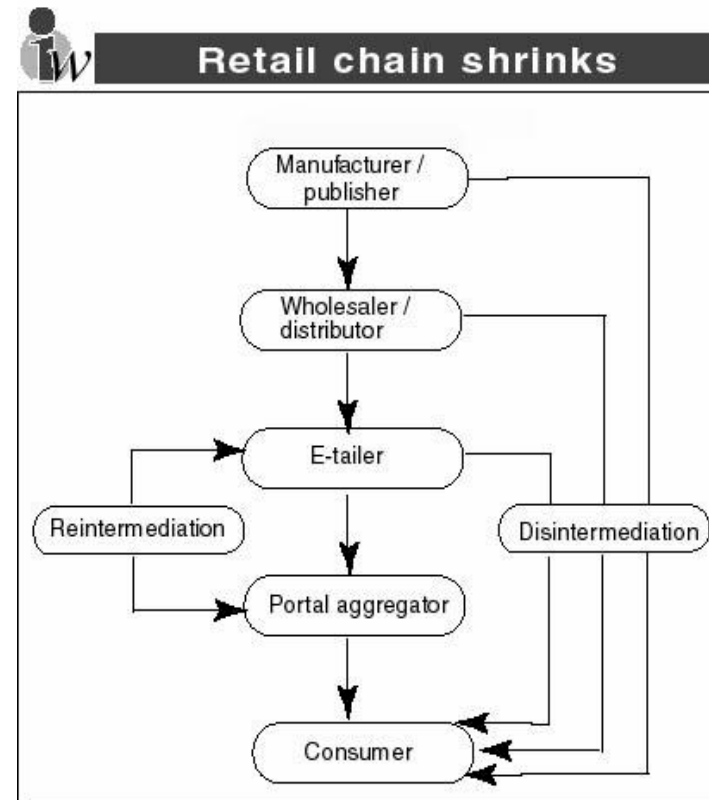 iw
Retail chain shrinks
Manufacturer /
publisher
Wholesaler /
distributor
E-tailer
Reintermediation
Disintermediation
Portal aggregator
Consumer